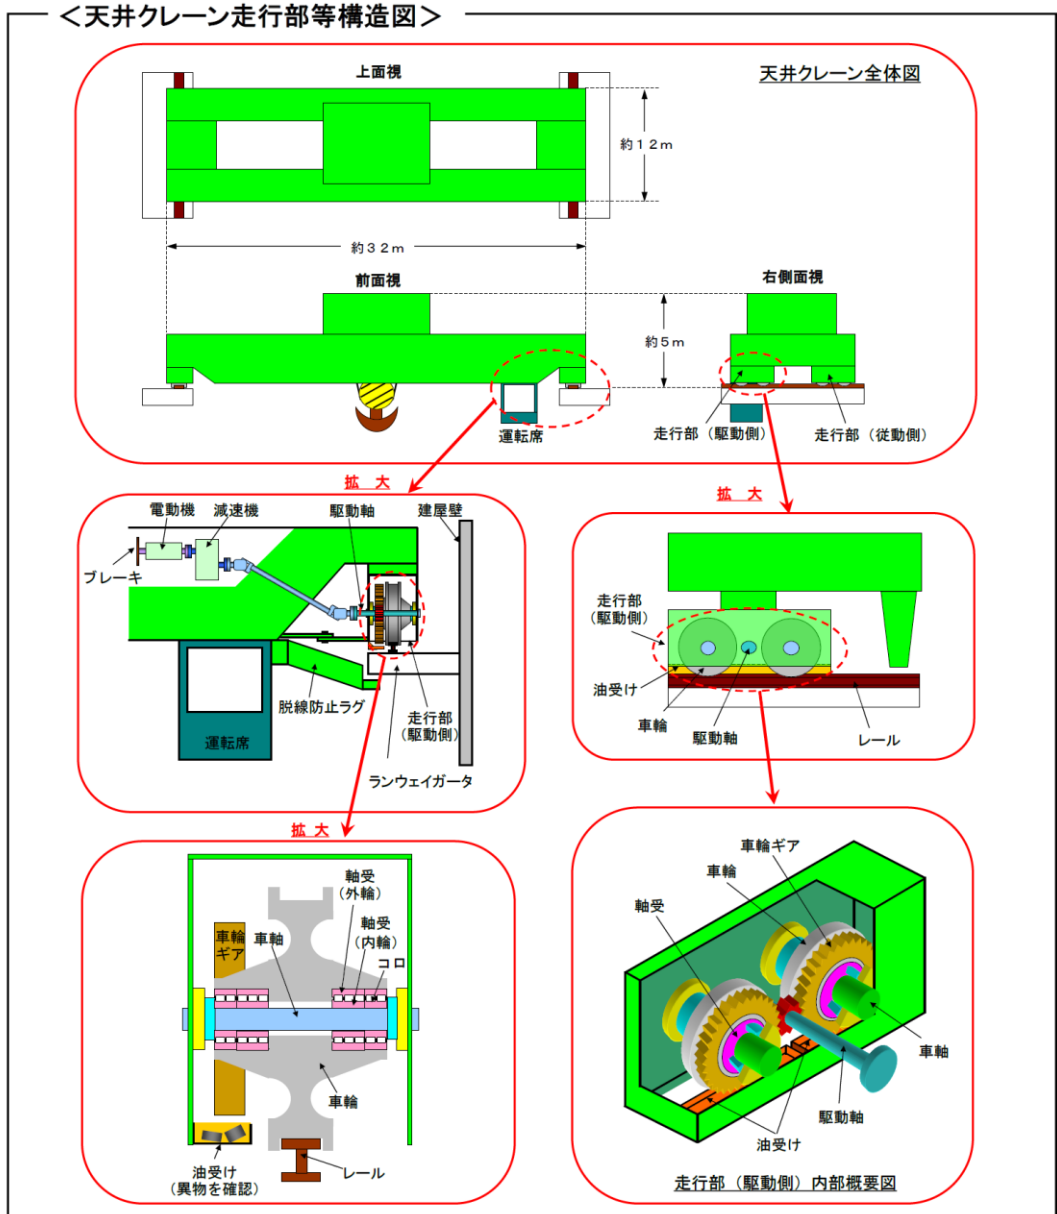 ＜天井クレーン走行部等構造図＞
上面視
天井クレーン全体図
約１２ｍ
約３２ｍ
前面視
右側面視
約５ｍ
運転席
走行部（駆動側）
走行部（従動側）
拡 大
拡 大
電動機
減速機
駆動軸
建屋壁
ブレーキ
脱線防止ラグ
走行部
（駆動側）
運転席
ランウェイガータ
走行部
（駆動側）
油受け
車輪
駆動軸
レール
拡 大
拡 大
軸受
（外輪）
軸受
（内輪）
コロ
車輪
ギア
車軸
車輪
油受け
（異物を確認）
レール
車輪ギア
車輪
軸受
車軸
駆動軸
油受け
走行部（駆動側）内部概要図